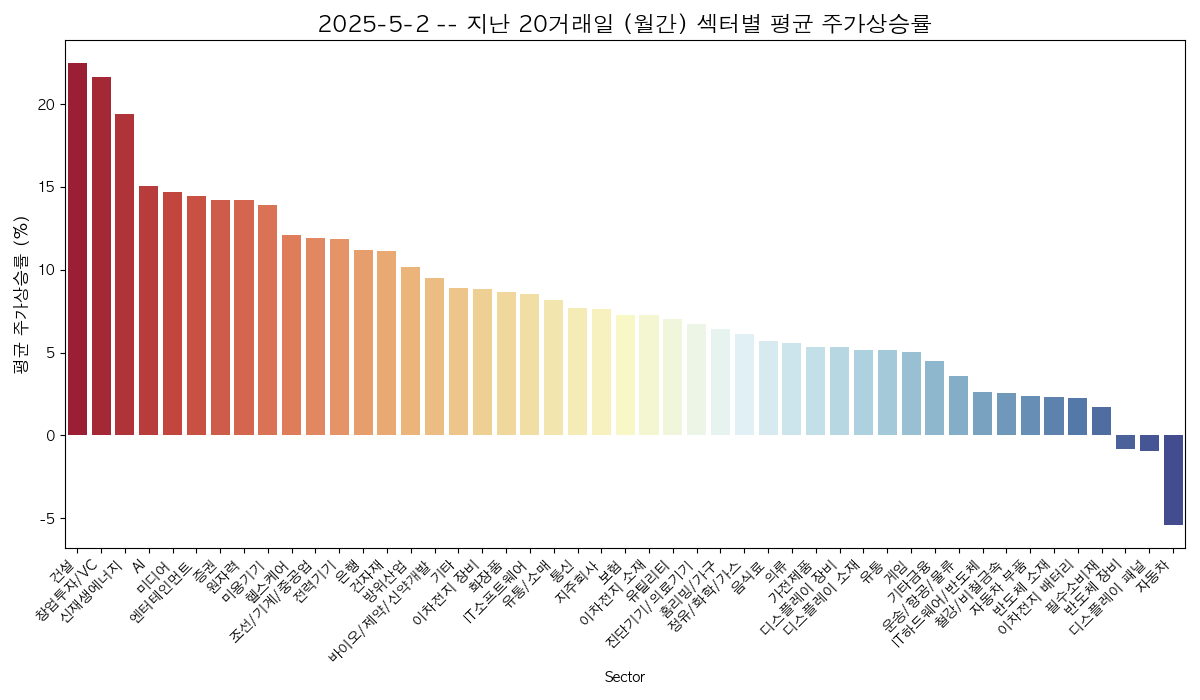 2025-5-2 -- 지난 20거래일 (월간) 섹터별 평균 주가상승률
평균 주가상승률 (%)
20
15
10
5
0
-5
건설
창업투자/VC
신재생에너지
AI
미디어
엔터테인먼트
증권
원자력
미용기기
헬스케어
조선/기계/중공업
전력기기
은행
건자재
방위산업
바이오/제약/신약개발
기타
이차전지 장비
화장품
IT소프트웨어
유통/소매
통신
지주회사
보험
이차전지 소재
유틸리티
진단기기/의료기기
홈리빙/가구
정유/화학/가스
음식료
의류
가전제품
디스플레이 장비
디스플레이 소재
유통
게임
기타금융
운송/항공/물류
IT하드웨어/반도체
철강/비철금속
자동차 부품
반도체 소재
이차전지 배터리
필수소비재
반도체 장비
디스플레이 패널
자동차
Sector